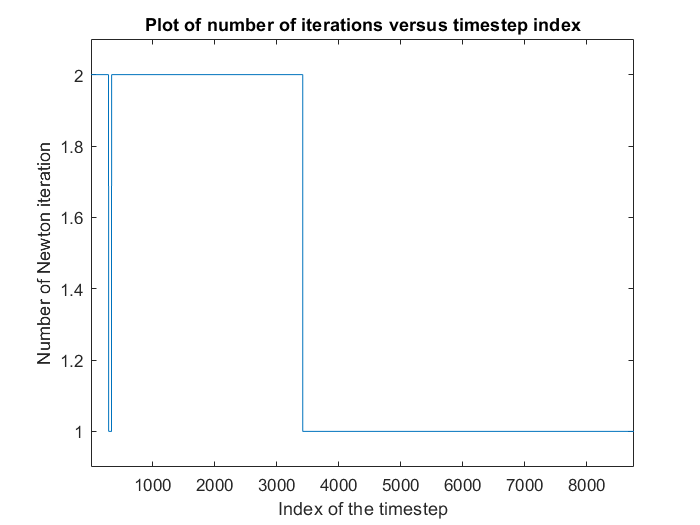 Plot of number of iterations versus timestep index
Number of Newton iteration
2
1.8
1.6
1.4
1.2
1
1000 2000 3000 4000 5000 6000 7000 8000
Index of the timestep